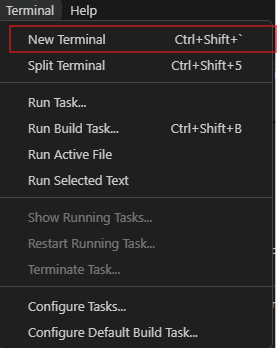 Terminal Help
New Terminal Ctrl+Shift+`
Split Terminal Ctrl+Shift+5
Run Task...
Run Build Task... Ctrl+Shift+B
Run Active File
Run Selected Text
Show Running Tasks...
Restart Running Task...
Terminate Task...
Configure Tasks...
Configure Default Build Task...